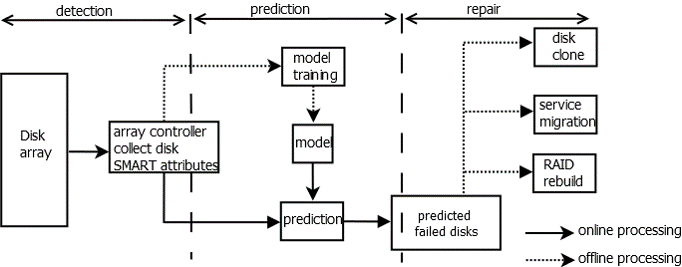 detection
prediction
repair
disk
clone
model
training
service
migration
Disk
array
array controller
collect disk
SMART attributes
model
RAID
rebuild
prediction
predicted
failed disks
online processing
offline processing